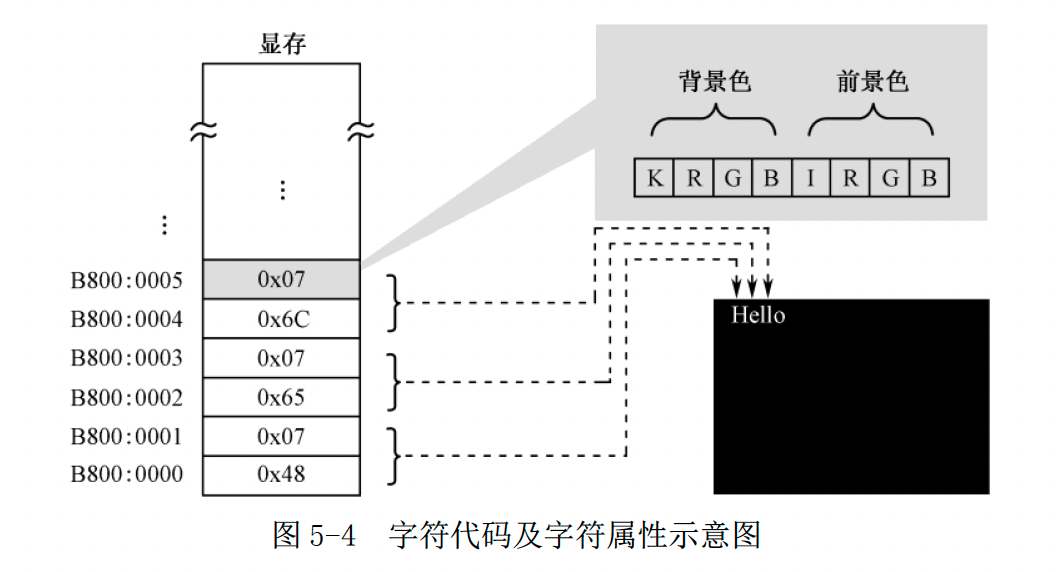 显存
背景色 前景色
K R G B I R G B
⋮
⋮
B800:0005 0x07
B800:0004 0x6C
B800:0003 0x07
B800:0002 0x65
B800:0001 0x07
B800:0000 0x48
Hello
图 5-4 字符代码及字符属性示意图